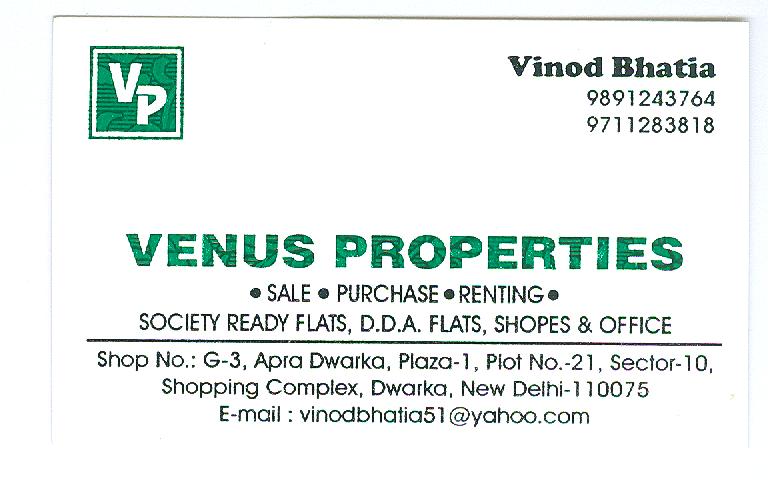 VP
Vinod Bhatia
9891243764
9711283818
VENUS PROPERTIES
• SALE • PURCHASE • RENTING •
SOCIETY READY FLATS, D.D.A. FLATS, SHOPES & OFFICE
Shop No.: G-3, Apra Dwarka, Plaza-1, Plot No.-21, Sector-10,
Shopping Complex, Dwarka, New Delhi-110075
E-mail : vinodbhatia51@yahoo.com